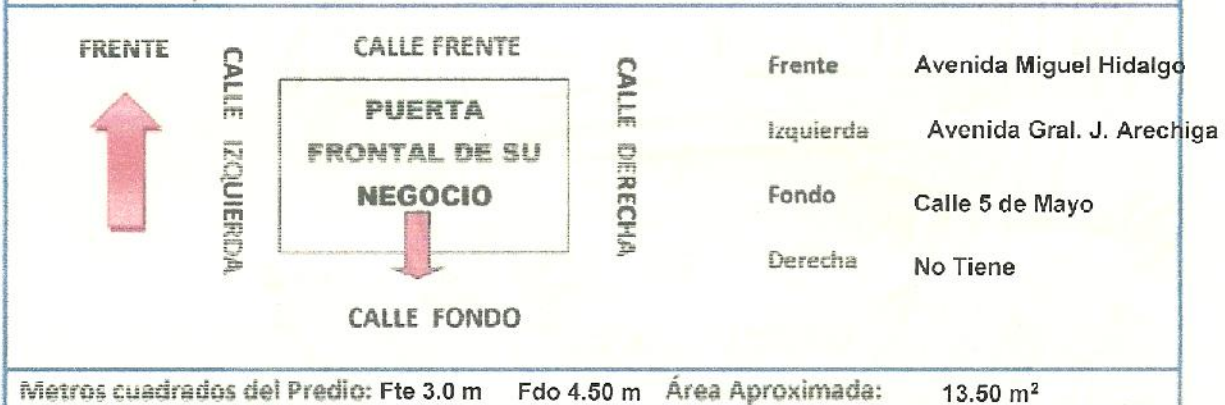 FRENTE
CALLE IZQUIERDA
CALLE FRENTE
PUERTA
FRONTAL DE SU
NEGOCIO
CALLE FONDO
CALLE DERECHA
Frente Avenida Miguel Hidalgo
Izquierda Avenida Gral. J. Arechiga
Fondo Calle 5 de Mayo
Derecha No Tiene
Metros cuadrados del Predio: Fte 3.0 m Fdo 4.50 m Área Aproximada: 13.50 m²